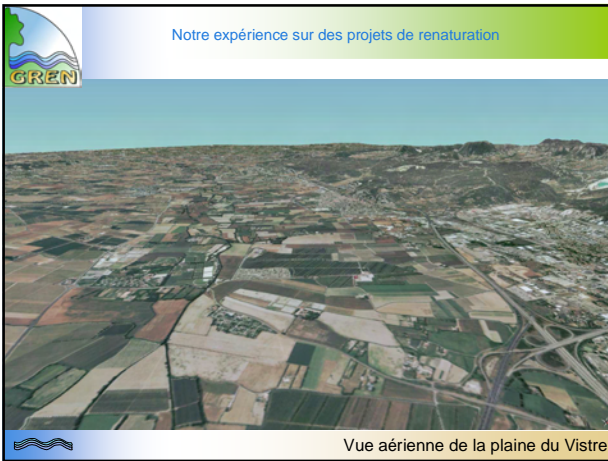 Notre expérience sur des projets de renaturation
GREN
Vue aérienne de la plaine du Vistre